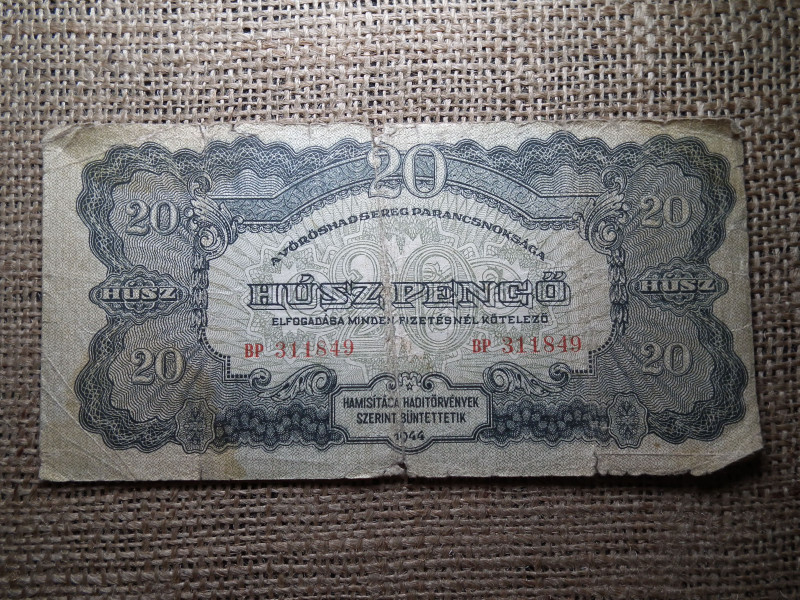 20
20 20
A VÖRÖSHADSEREG PARANCSNOKSÁGA
HÚSZ HÚSZ PENGŐ HÚSZ
ELFOGADÁSA MINDEN FIZETÉSNÉL KÖTELEZŐ
BP 311849 BP 311849
20 20
HAMISÍTÁSA HADITÖRVÉNYEK
SZERINT BÜNTETTETIK
1944